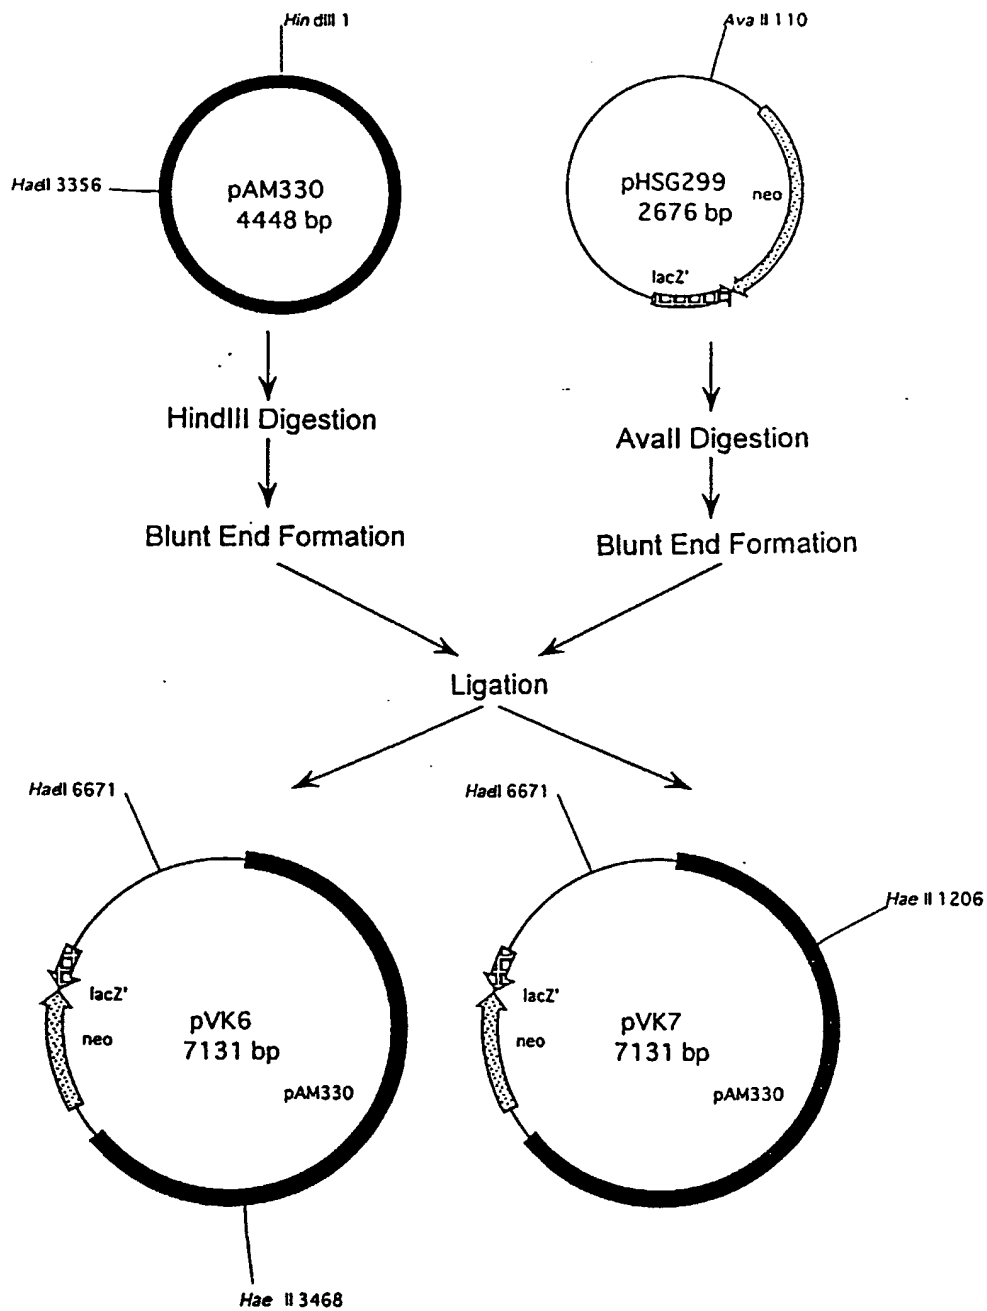 Hin dIII 1
Ava II 110
HaeII 3356
pAM330
4448 bp
pHSG299
2676 bp
neo
lacZ'
HindIII Digestion
AvaII Digestion
Blunt End Formation
Blunt End Formation
Ligation
HaeII 6671
HaeII 6671
Hae II 1206
lacZ'
neo
pVK6
7131 bp
pAM330
lacZ'
neo
pVK7
7131 bp
pAM330
Hae II 3468